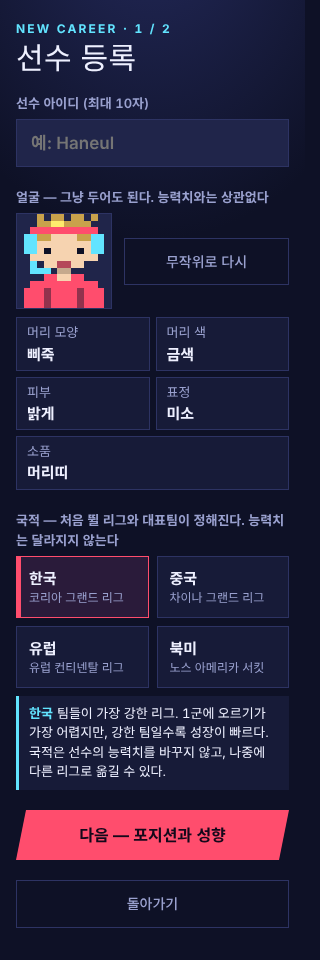 NEW CAREER · 1 / 2
선수 등록
선수 아이디 (최대 10자)
예: Haneul
얼굴 — 그냥 두어도 된다. 능력치와는 상관없다
무작위로 다시
머리 모양
삐죽
머리 색
금색
피부
밝게
표정
미소
소품
머리띠
국적 — 처음 뛸 리그와 대표팀이 정해진다. 능력치
는 달라지지 않는다
한국
코리아 그랜드 리그
중국
차이나 그랜드 리그
유럽
유럽 컨티넨탈 리그
북미
노스 아메리카 서킷
한국 팀들이 가장 강한 리그. 1군에 오르기가
가장 어렵지만, 강한 팀일수록 성장이 빠르다.
국적은 선수의 능력치를 바꾸지 않고, 나중에
다른 리그로 옮길 수 있다.
다음 — 포지션과 성향
돌아가기